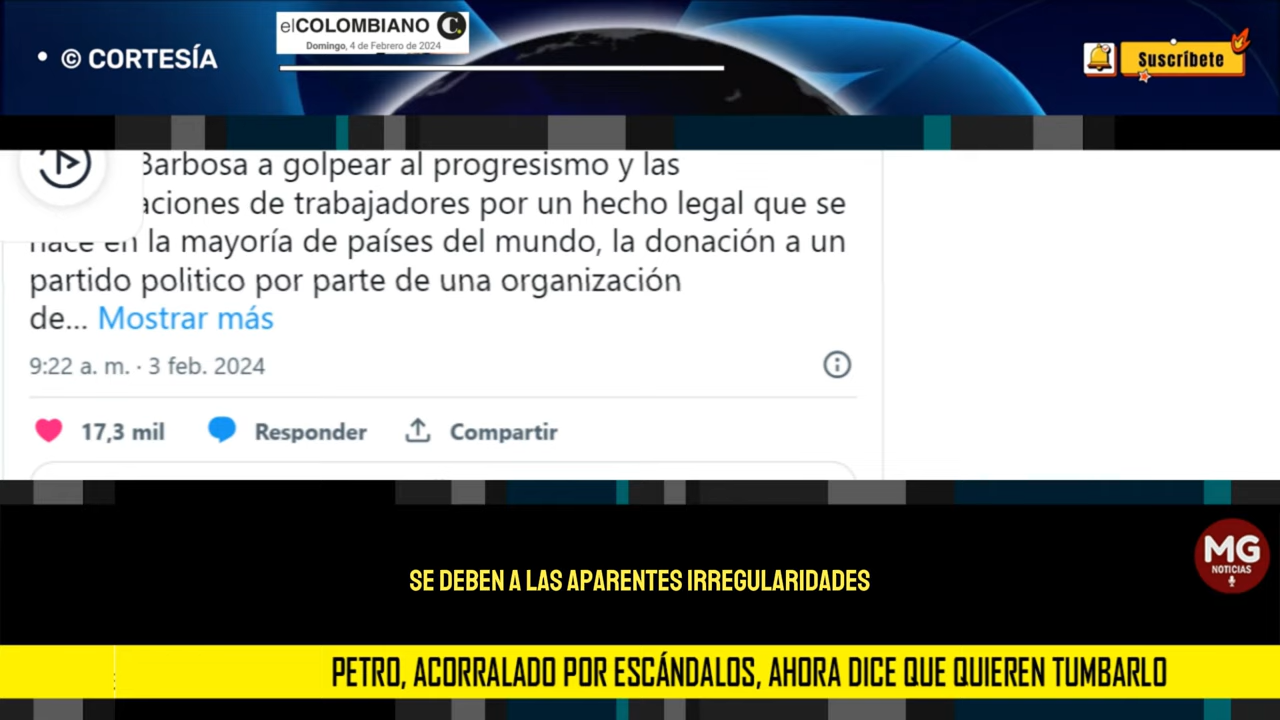 • © CORTESÍA
elCOLOMBIANO C
Domingo, 4 de Febrero de 2024
Suscríbete
Barbosa a golpear al progresismo y las
aciones de trabajadores por un hecho legal que se
hace en la mayoría de países del mundo, la donación a un
partido politico por parte de una organización
de... Mostrar más
9:22 a. m. · 3 feb. 2024
17,3 mil Responder Compartir
MG
NOTICIAS
SE DEBEN A LAS APARENTES IRREGULARIDADES
PETRO, ACORRALADO POR ESCÁNDALOS, AHORA DICE QUE QUIEREN TUMBARLO